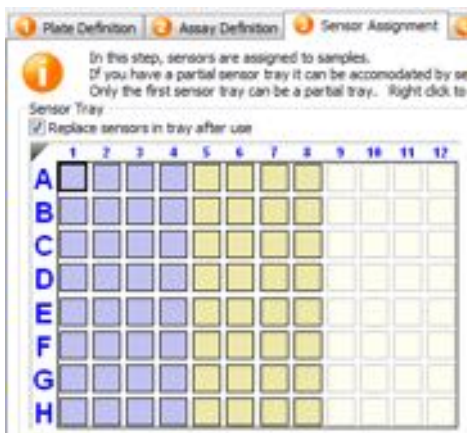 1 Plate Definition 2 Assay Definition 3 Sensor Assignment
In this step, sensors are assigned to samples.
If you have a partial sensor tray it can be accomodated by se
Only the first sensor tray can be a partial tray. Right click to
Sensor Tray
Replace sensors in tray after use
1 2 3 4 5 6 7 8 9 10 11 12
A
B
C
D
E
F
G
H